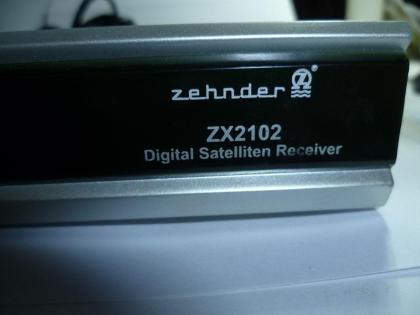 zehnder ®
ZX2102
Digital Satelliten Receiver